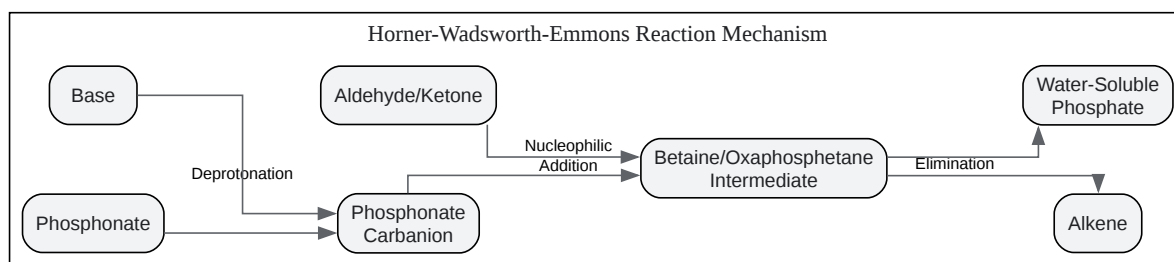 Horner-Wadsworth-Emmons Reaction Mechanism
Base
Aldehyde/Ketone
Water-Soluble
Phosphate
Deprotonation
Nucleophilic
Addition
Betaine/Oxaphosphetane
Intermediate
Elimination
Phosphonate
Phosphonate
Carbanion
Alkene